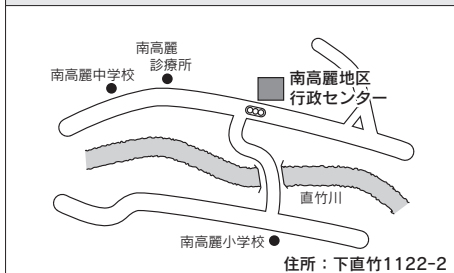 南高麗
診療所
南高麗中学校
南高麗地区
行政センター
直竹川
南高麗小学校
住所：下直竹1122-2